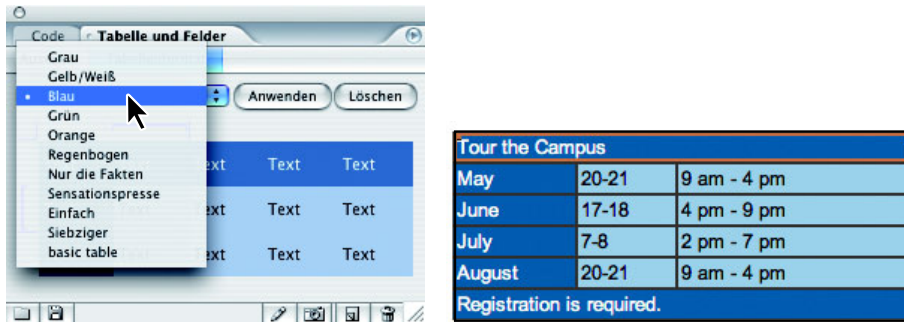 Code Tabelle und Felder
Grau
Gelb/Weiß
Blau
Grün
Orange
Regenbogen
Nur die Fakten
Sensationspresse
Einfach
Siebziger
basic table
Anwenden Löschen
Text Text
Text Text
Text Text
Tour the Campus
May 20-21 9 am - 4 pm
June 17-18 4 pm - 9 pm
July 7-8 2 pm - 7 pm
August 20-21 9 am - 4 pm
Registration is required.